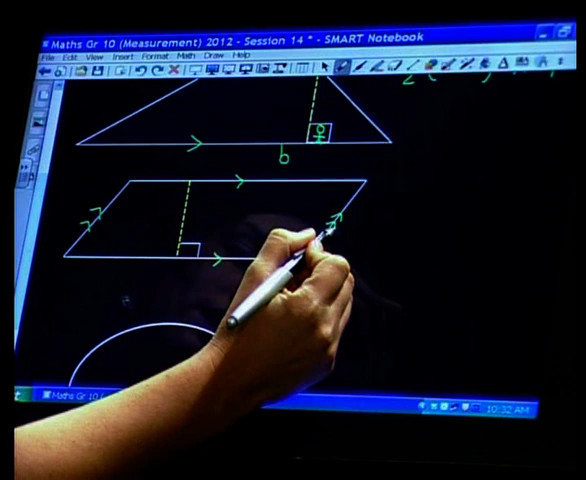 Maths Gr 10 (Measurement) 2012 - Session 14 * - SMART Notebook
File Edit View Insert Format Math Draw Help
b
Maths Gr 10 (
10:32 AM